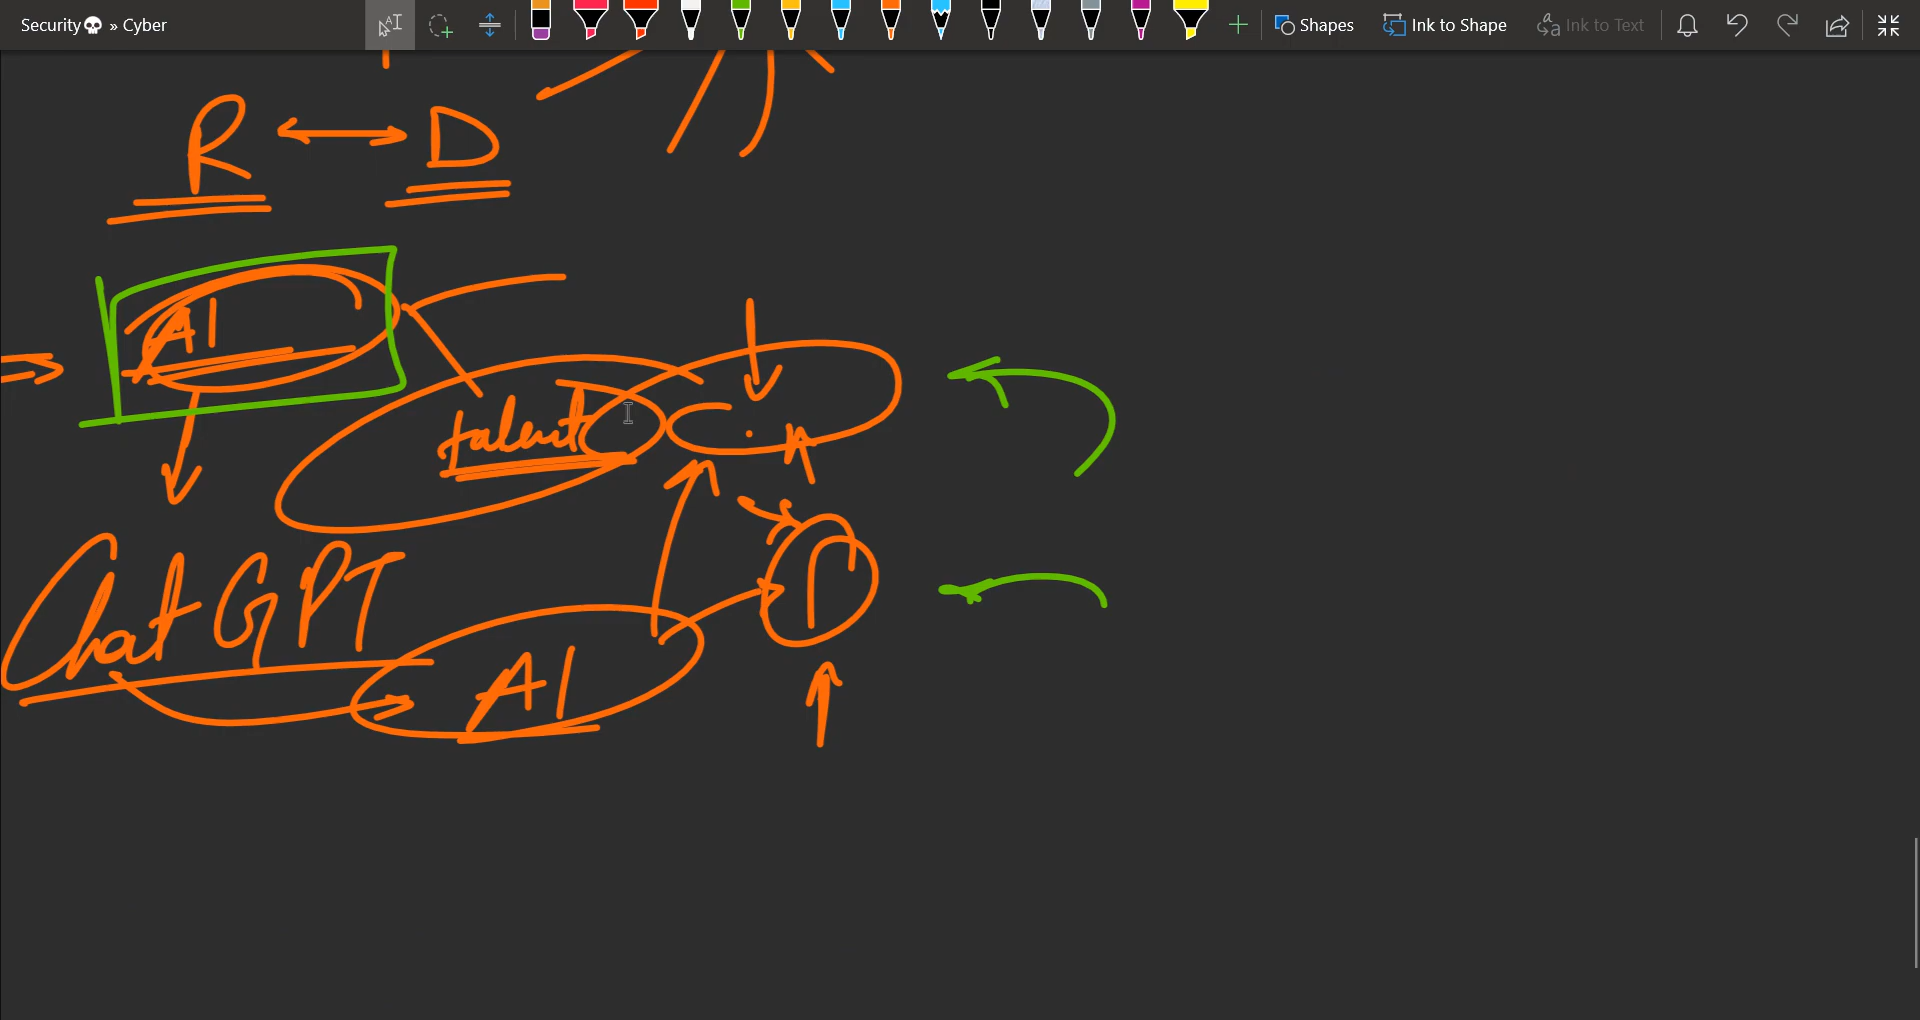 Security💀 » Cyber
Shapes
Ink to Shape
Ink to Text
R D
AI
talent
ChatGPT
AI